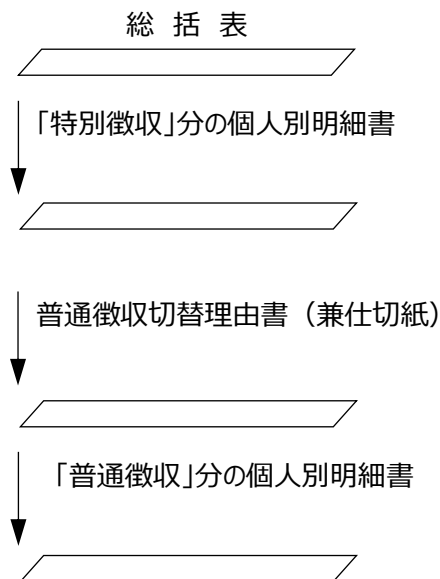 総 括 表
「特別徴収」分の個人別明細書
普通徴収切替理由書（兼仕切紙）
「普通徴収」分の個人別明細書